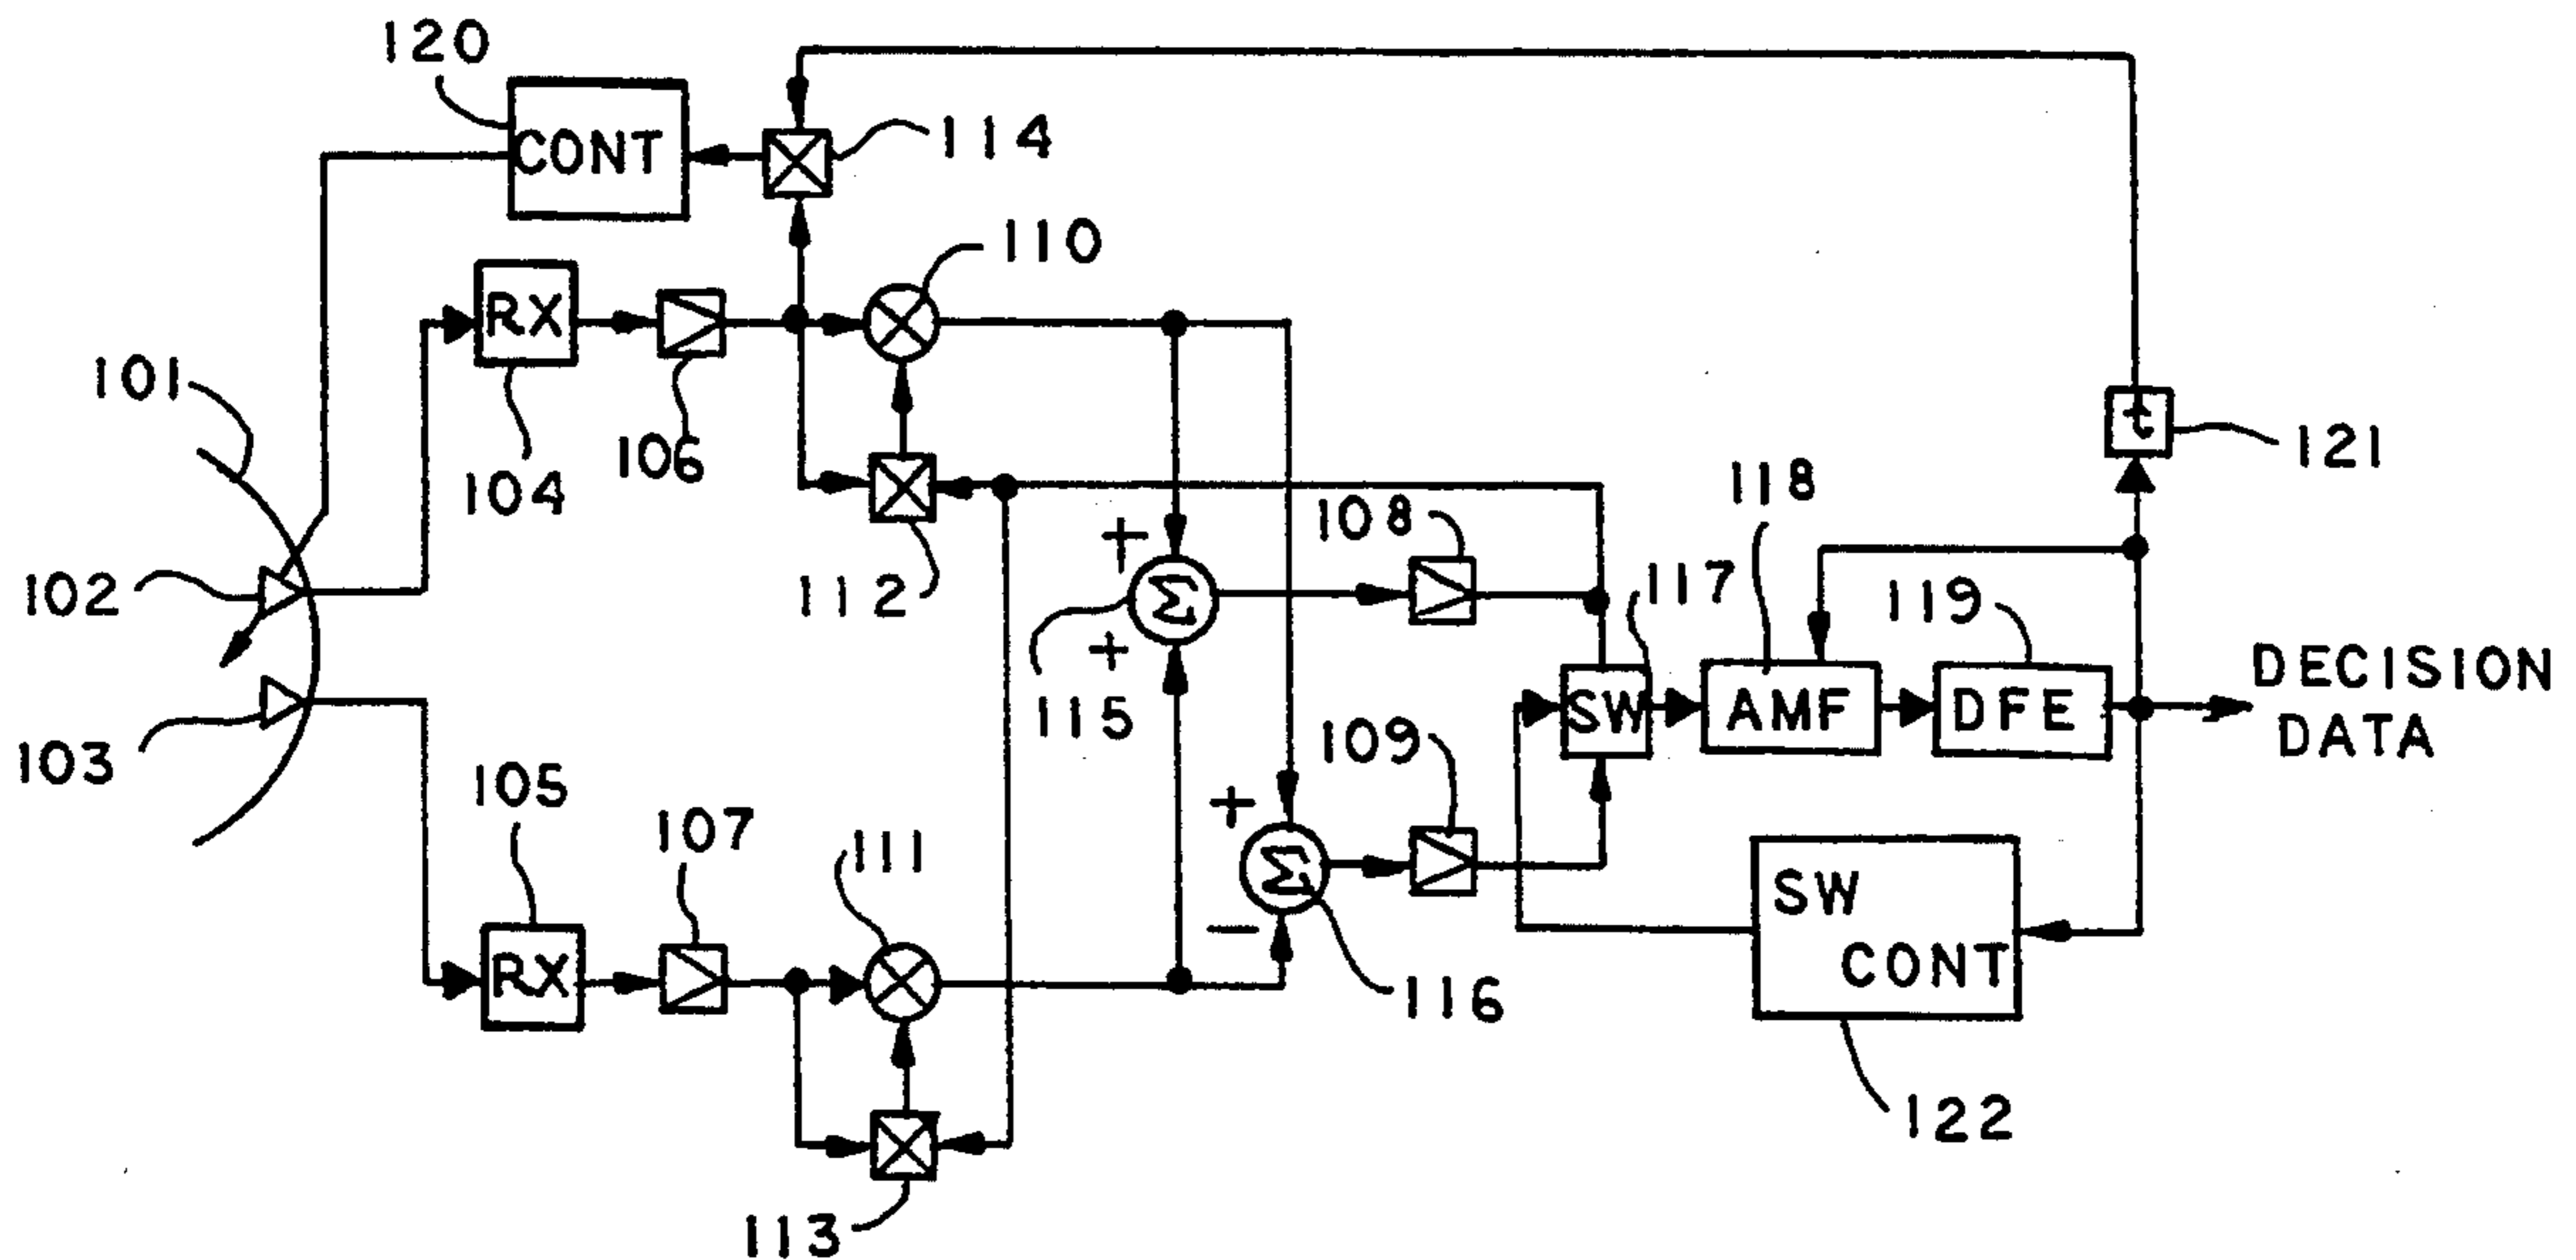 120
CONT
114
110
RX
101
104
106
t
121
118
108
112
102
117
119
+
Σ
+
115
SW
AMF
DFE
DECISION
DATA
103
105
109
107
111
+
Σ
−
SW
CONT
RX
116
122
113